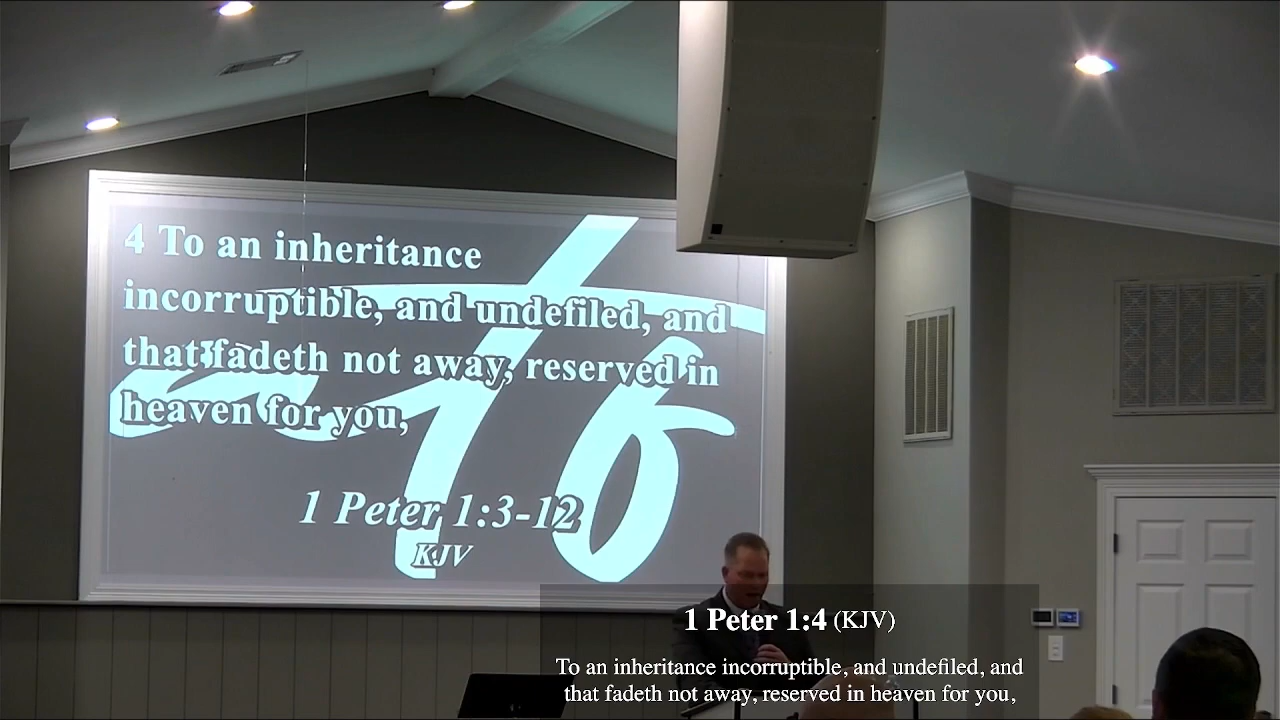 4 To an inheritance
incorruptible, and undefiled, and
that fadeth not away, reserved in
heaven for you,
1 Peter 1:3-12
KJV
1 Peter 1:4 (KJV)
To an inheritance incorruptible, and undefiled, and
that fadeth not away, reserved in heaven for you,